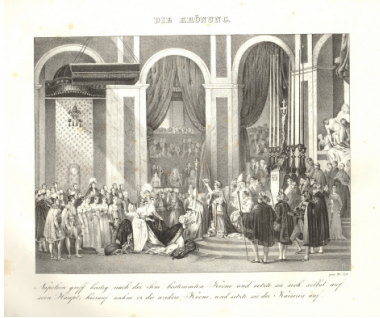 DIE KRÖNUNG.
Napoleon greif hastig nach der ihm bestimmten Krone und setzte sie sich selbst auf
sein Haupt, hierauf nahm er die andere Krone, und setzte sie der Kaiserin auf